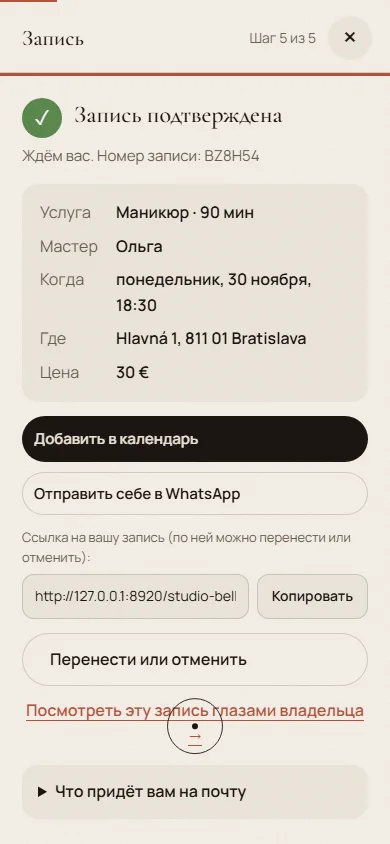 Запись
Шаг 5 из 5
Запись подтверждена
Ждём вас. Номер записи: BZ8H54
Услуга Маникюр · 90 мин
Мастер Ольга
Когда понедельник, 30 ноября,
18:30
Где Hlavná 1, 811 01 Bratislava
Цена 30 €
Добавить в календарь
Отправить себе в WhatsApp
Ссылка на вашу запись (по ней можно перенести или
отменить):
http://127.0.0.1:8920/studio-bell
Копировать
Перенести или отменить
Посмотреть эту запись глазами владельца
→
Что придёт вам на почту